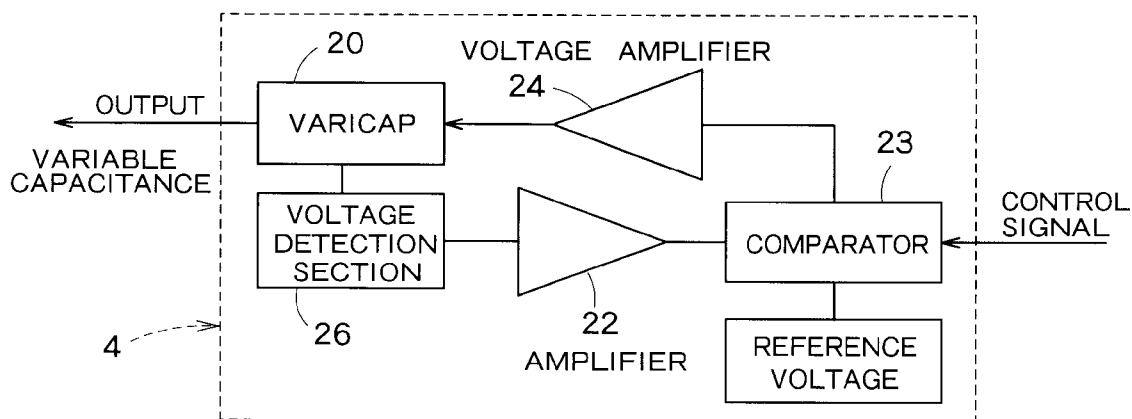 20
VOLTAGE AMPLIFIER
24
OUTPUT
VARICAP
VARIABLE
CAPACITANCE
23
CONTROL
SIGNAL
VOLTAGE
DETECTION
SECTION
COMPARATOR
26
22
AMPLIFIER
4
REFERENCE
VOLTAGE